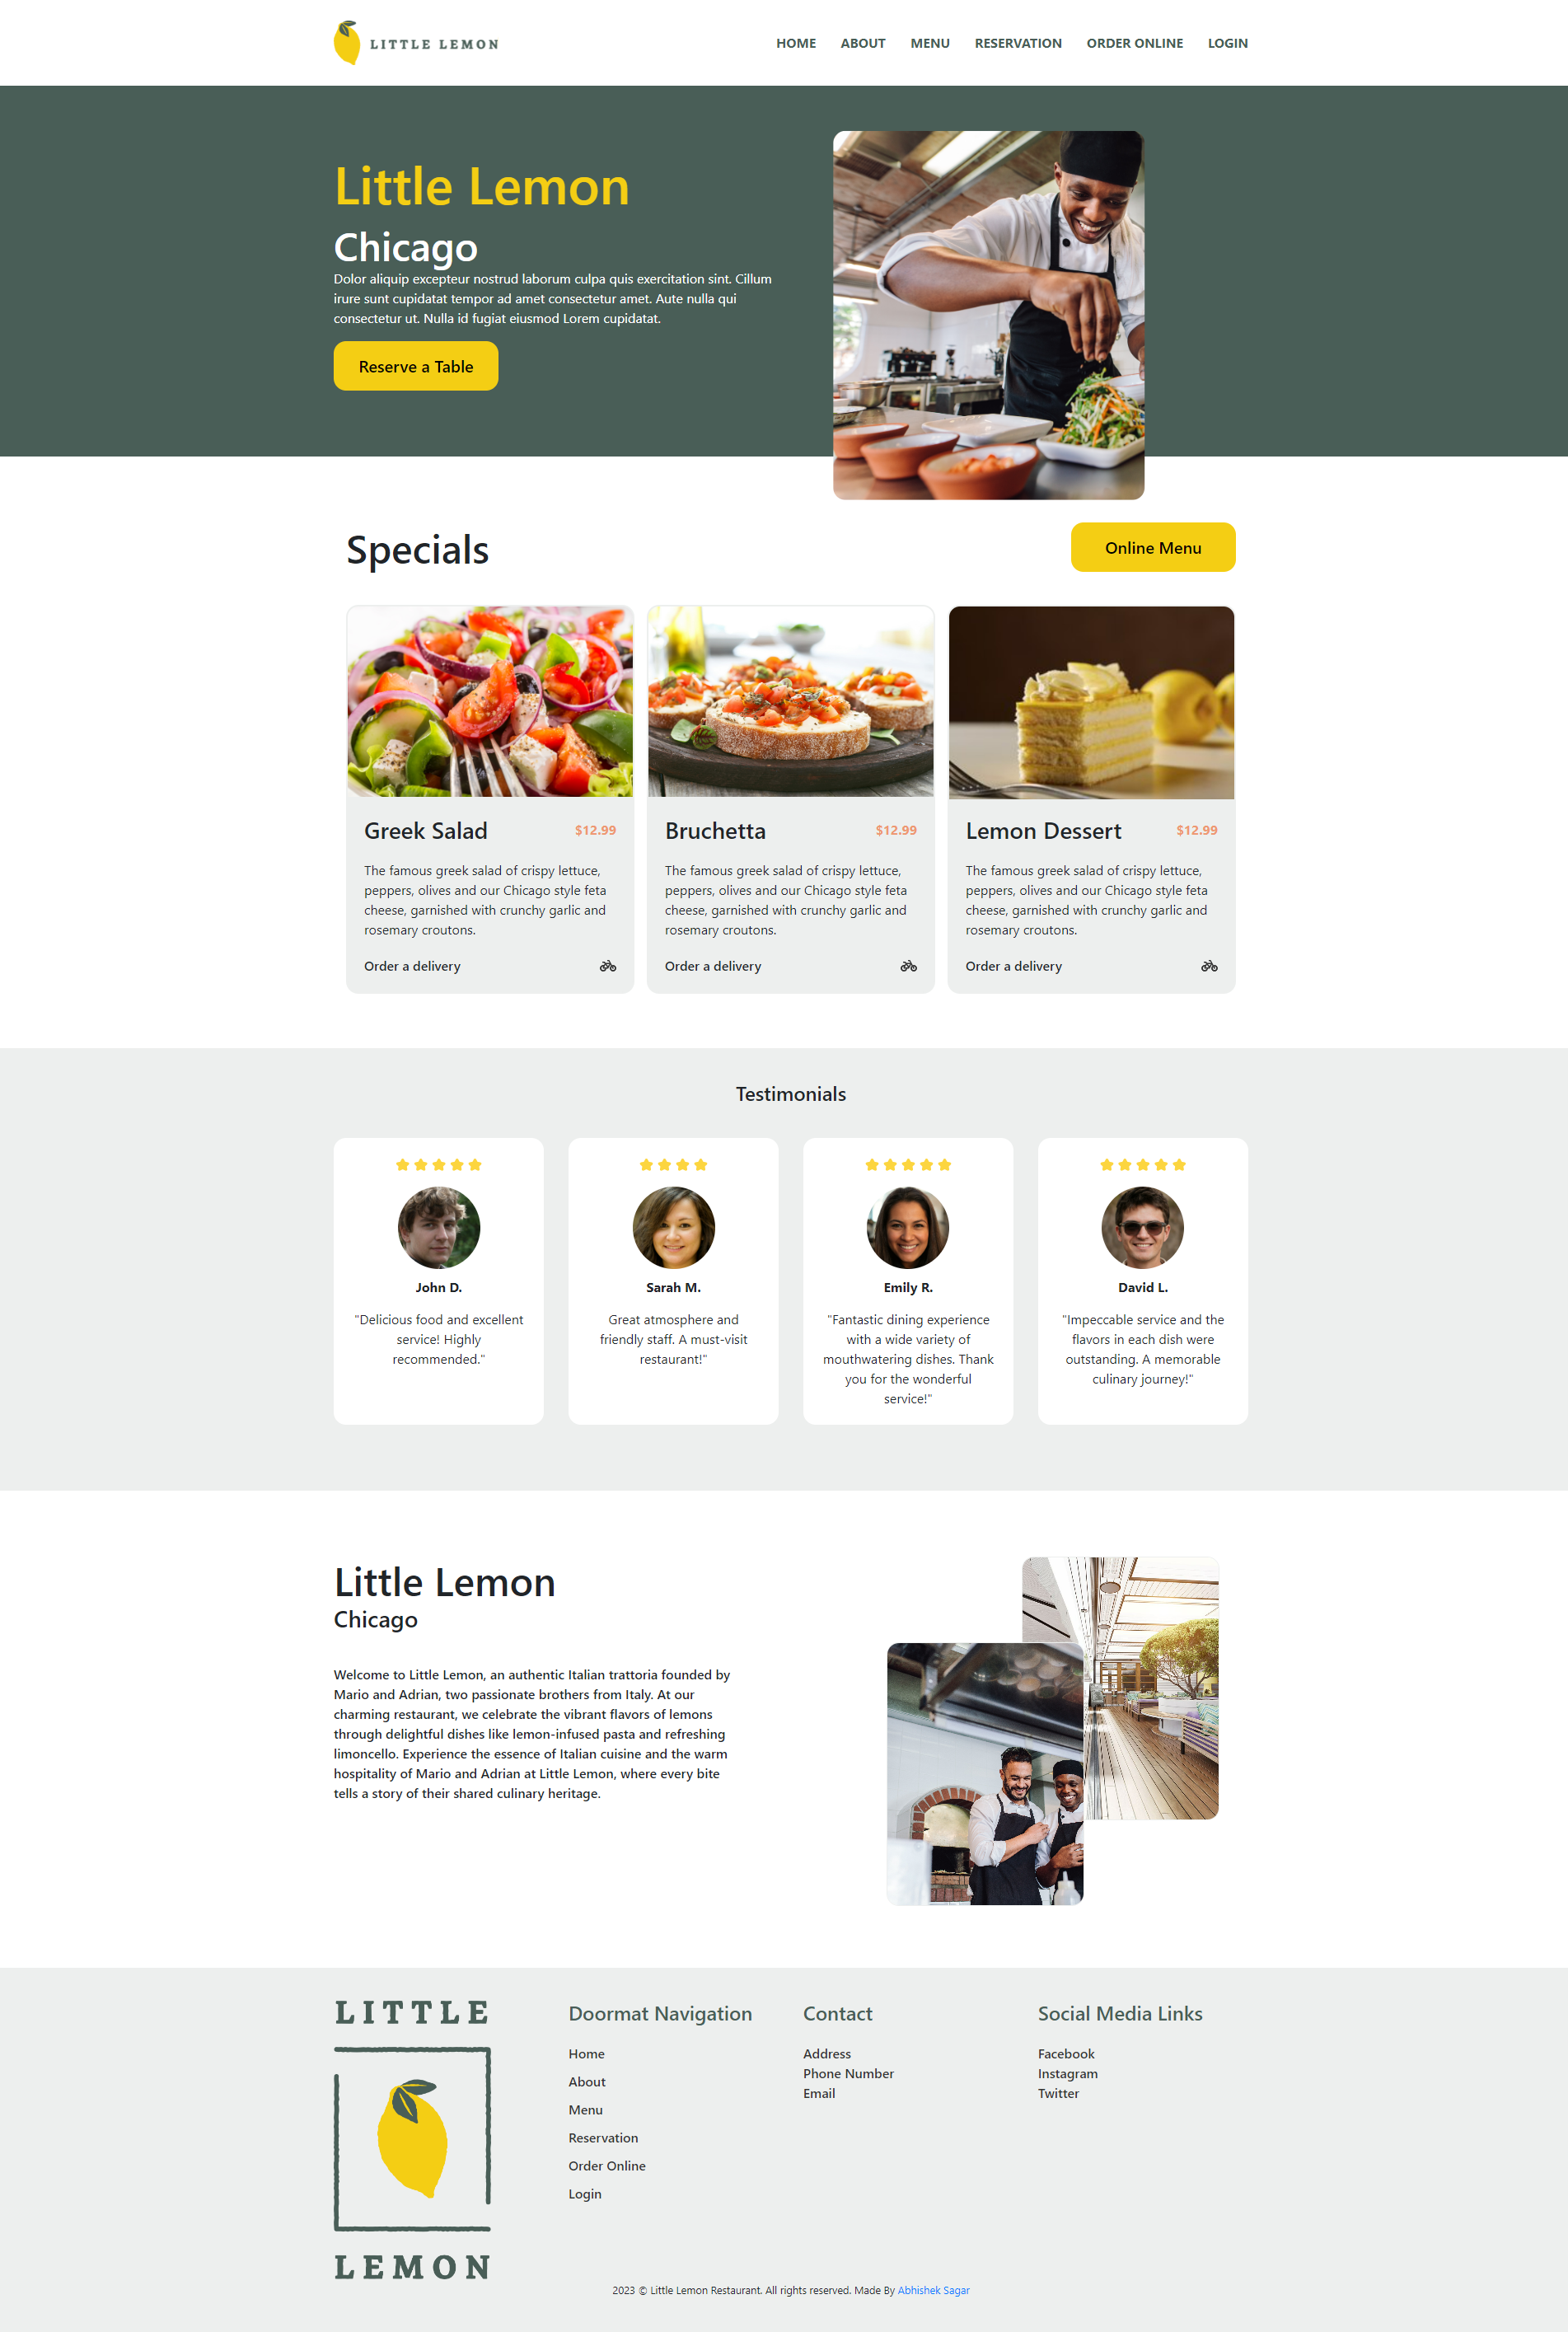 LITTLE LEMON
HOME ABOUT MENU RESERVATION ORDER ONLINE LOGIN
Little Lemon
Chicago
Dolor aliquip excepteur nostrud laborum culpa quis exercitation sint. Cillum
irure sunt cupidatat tempor ad amet consectetur amet. Aute nulla qui
consectetur ut. Nulla id fugiat eiusmod Lorem cupidatat.
Reserve a Table
Specials
Online Menu
Greek Salad $12.99
The famous greek salad of crispy lettuce,
peppers, olives and our Chicago style feta
cheese, garnished with crunchy garlic and
rosemary croutons.
Order a delivery
Bruchetta $12.99
The famous greek salad of crispy lettuce,
peppers, olives and our Chicago style feta
cheese, garnished with crunchy garlic and
rosemary croutons.
Order a delivery
Lemon Dessert $12.99
The famous greek salad of crispy lettuce,
peppers, olives and our Chicago style feta
cheese, garnished with crunchy garlic and
rosemary croutons.
Order a delivery
Testimonials
John D.
"Delicious food and excellent
service! Highly
recommended."
Sarah M.
Great atmosphere and
friendly staff. A must-visit
restaurant!"
Emily R.
"Fantastic dining experience
with a wide variety of
mouthwatering dishes. Thank
you for the wonderful
service!"
David L.
"Impeccable service and the
flavors in each dish were
outstanding. A memorable
culinary journey!"
Little Lemon
Chicago
Welcome to Little Lemon, an authentic Italian trattoria founded by
Mario and Adrian, two passionate brothers from Italy. At our
charming restaurant, we celebrate the vibrant flavors of lemons
through delightful dishes like lemon-infused pasta and refreshing
limoncello. Experience the essence of Italian cuisine and the warm
hospitality of Mario and Adrian at Little Lemon, where every bite
tells a story of their shared culinary heritage.
LITTLE
LEMON
Doormat Navigation
Home
About
Menu
Reservation
Order Online
Login
Contact
Address
Phone Number
Email
Social Media Links
Facebook
Instagram
Twitter
2023 © Little Lemon Restaurant. All rights reserved. Made By Abhishek Sagar